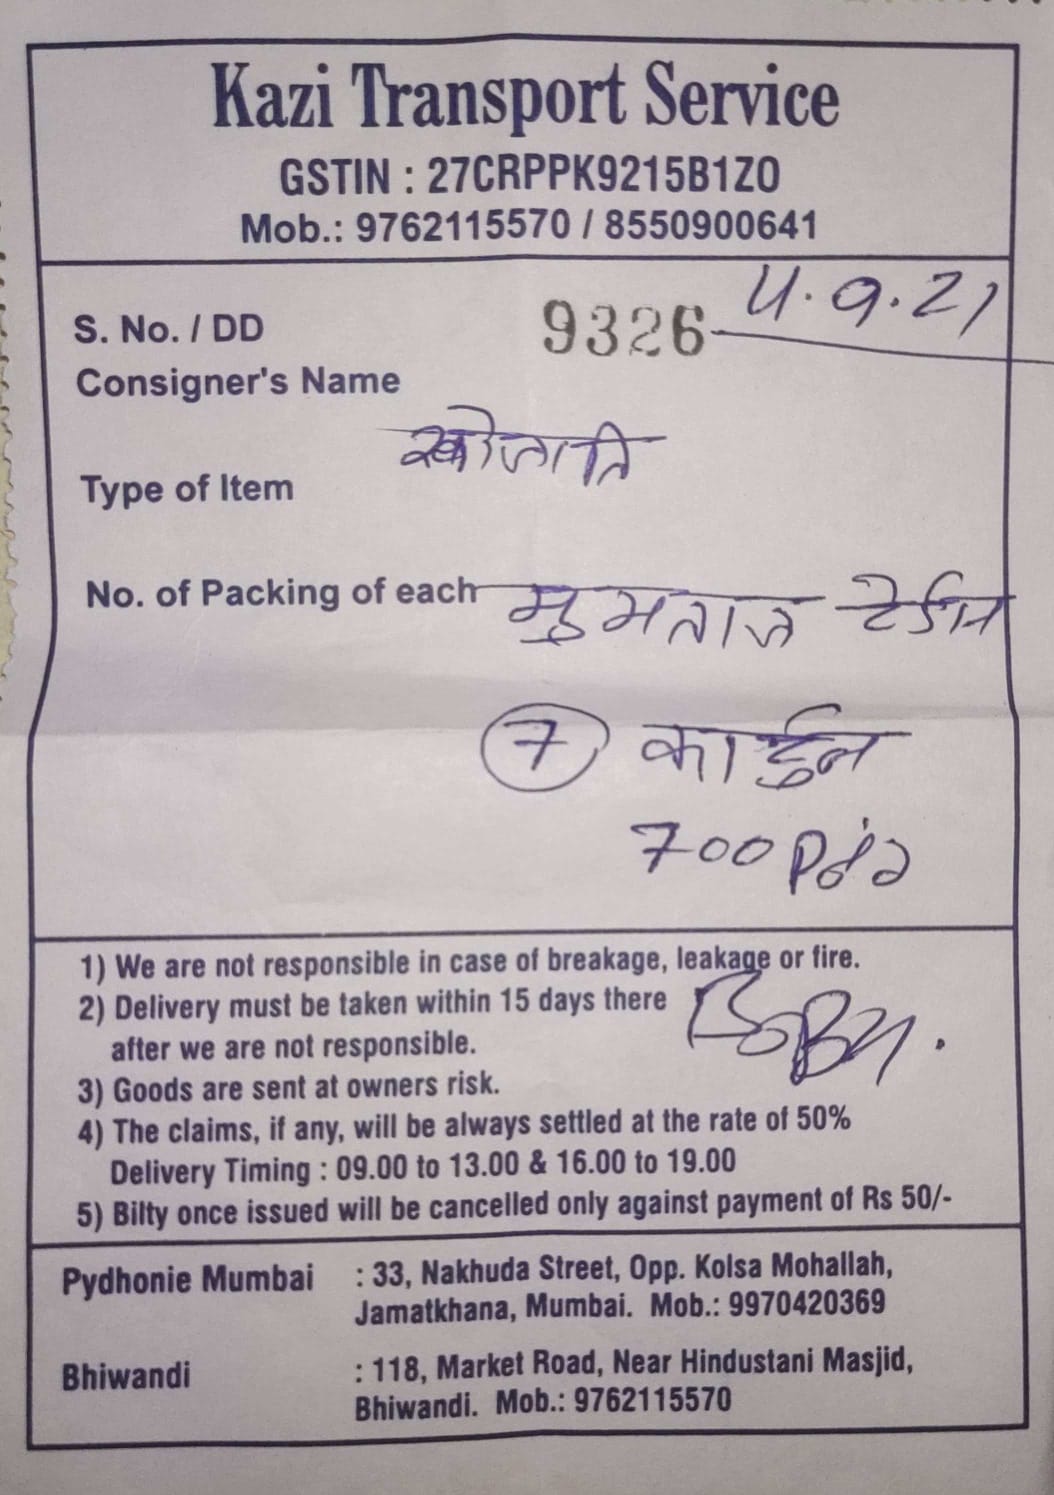 Kazi Transport Service
GSTIN : 27CRPPK9215B1ZO
Mob.: 9762115570 / 8550900641
S. No. / DD 9326 4.9.21
Consigner's Name
खोजाति
Type of Item
No. of Packing of each मुमताज
7 कार्टुन
700
1) We are not responsible in case of breakage, leakage or fire.
2) Delivery must be taken within 15 days there
after we are not responsible.
3) Goods are sent at owners risk.
4) The claims, if any, will be always settled at the rate of 50%
Delivery Timing : 09.00 to 13.00 & 16.00 to 19.00
5) Bilty once issued will be cancelled only against payment of Rs 50/-
Pydhonie Mumbai : 33, Nakhuda Street, Opp. Kolsa Mohallah,
Jamatkhana, Mumbai. Mob.: 9970420369
Bhiwandi : 118, Market Road, Near Hindustani Masjid,
Bhiwandi. Mob.: 9762115570